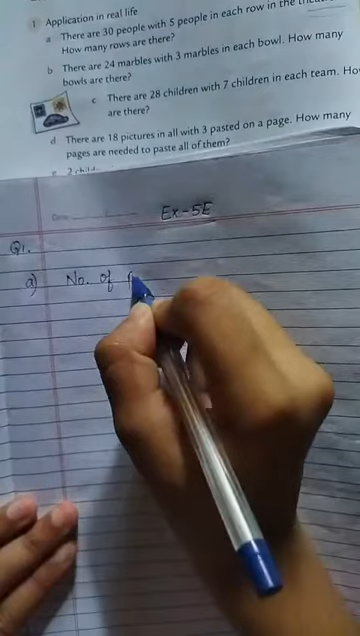 1 Application in real life
a There are 30 people with 5 people in each row in the
How many rows are there?
b There are 24 marbles with 3 marbles in each bowl. How many
bowls are there?
c There are 28 children with 7 children in each team. Ho
are there?
d There are 18 pictures in all with 3 pasted on a page. How many
pages are needed to paste all of them?
Date
Ex-5E
Q1.
a) No. of